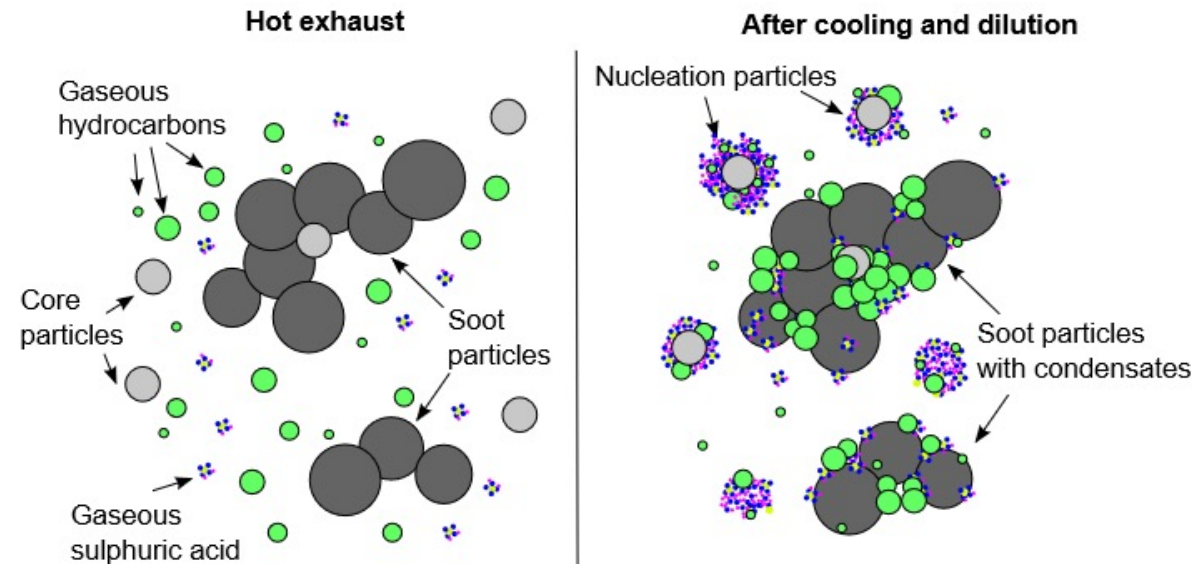 Hot exhaust
After cooling and dilution
Gaseous
hydrocarbons
Core
particles
Soot
particles
Gaseous
sulphuric acid
Nucleation particles
Soot particles
with condensates